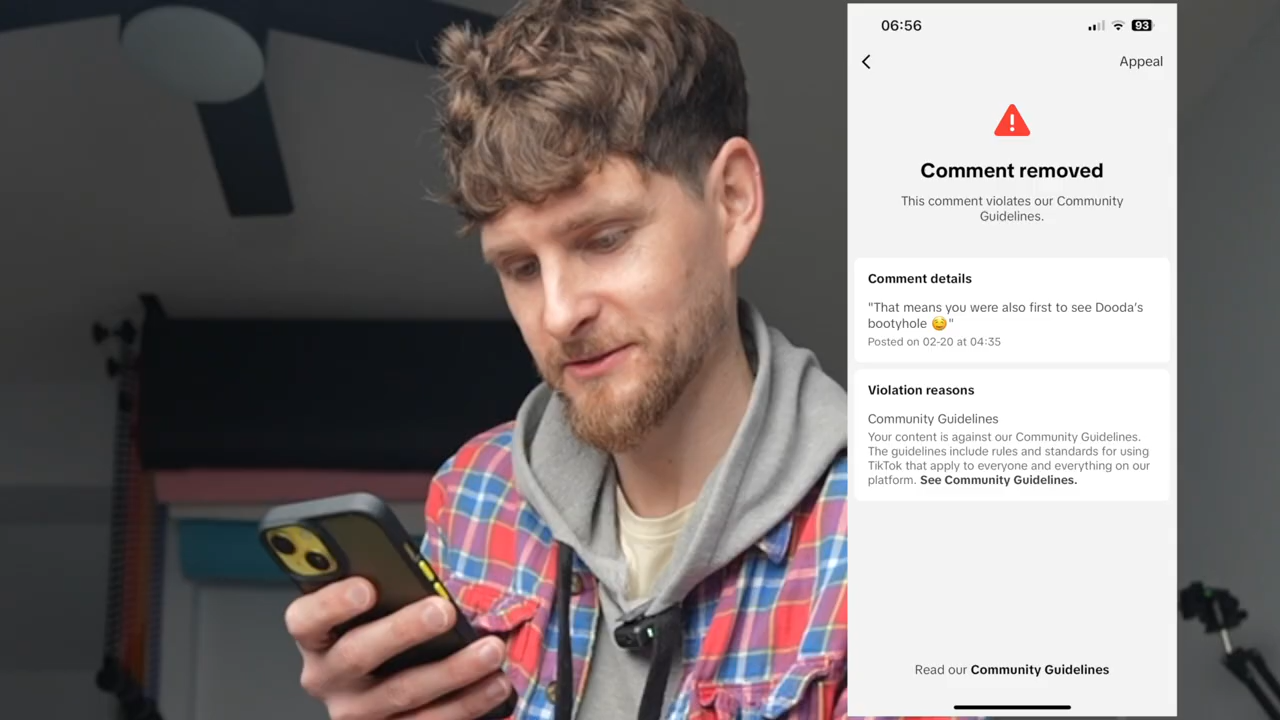 06:56
93
Appeal
Comment removed
This comment violates our Community
Guidelines.
Comment details
"That means you were also first to see Dooda's
bootyhole 😋"
Posted on 02-20 at 04:35
Violation reasons
Community Guidelines
Your content is against our Community Guidelines.
The guidelines include rules and standards for using
TikTok that apply to everyone and everything on our
platform. See Community Guidelines.
Read our Community Guidelines